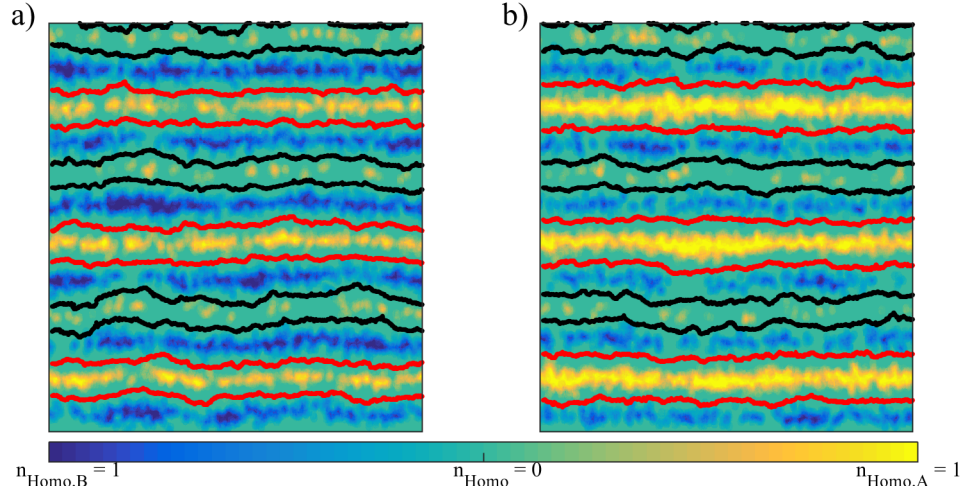 a)
b)
n_Homo,B = 1
n_Homo = 0
n_Homo,A = 1